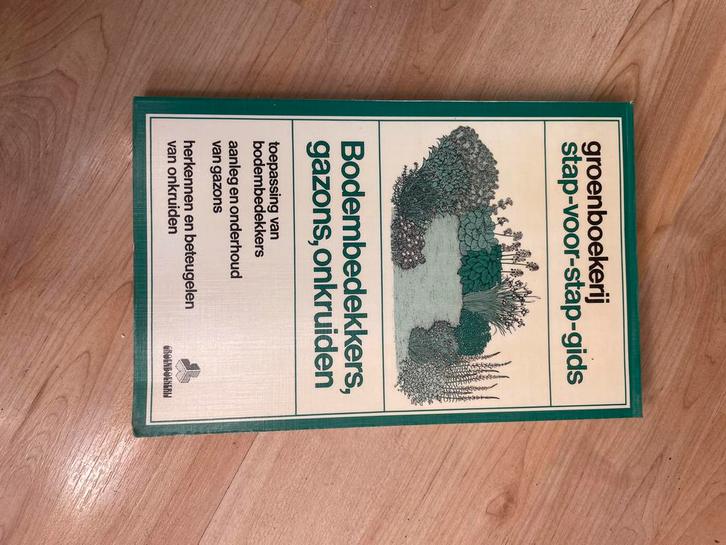 groenboekerij
stap-voor-stap-gids
Bodembedekkers,
gazons, onkruiden
toepassing van
bodembedekkers
aanleg en onderhoud
van gazons
herkennen en beteugelen
van onkruiden
GROENBOEKERIJ